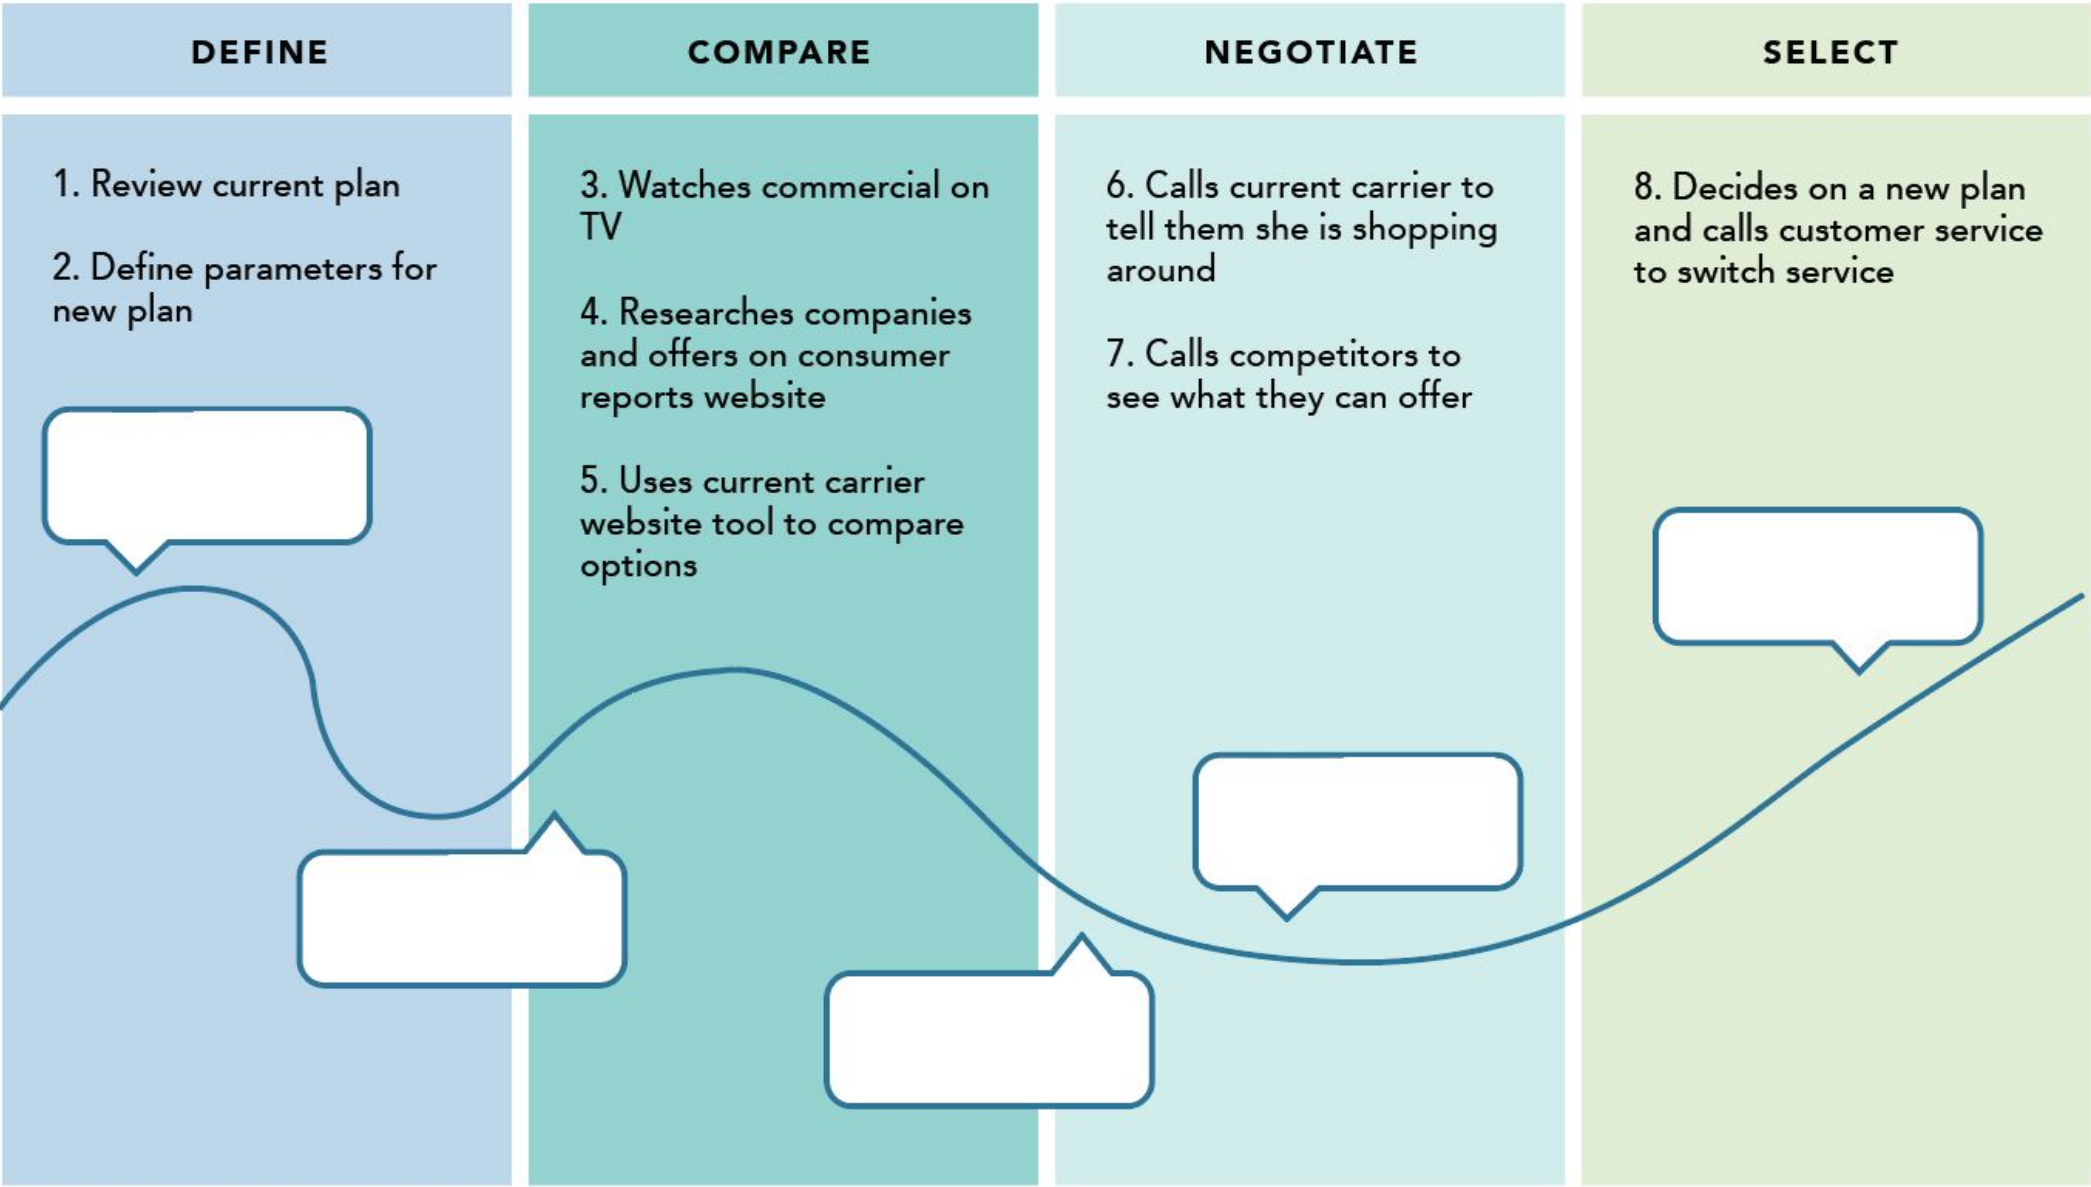 DEFINE
COMPARE
NEGOTIATE
SELECT
1. Review current plan
2. Define parameters for
new plan
3. Watches commercial on
TV
4. Researches companies
and offers on consumer
reports website
5. Uses current carrier
website tool to compare
options
6. Calls current carrier to
tell them she is shopping
around
7. Calls competitors to
see what they can offer
8. Decides on a new plan
and calls customer service
to switch service